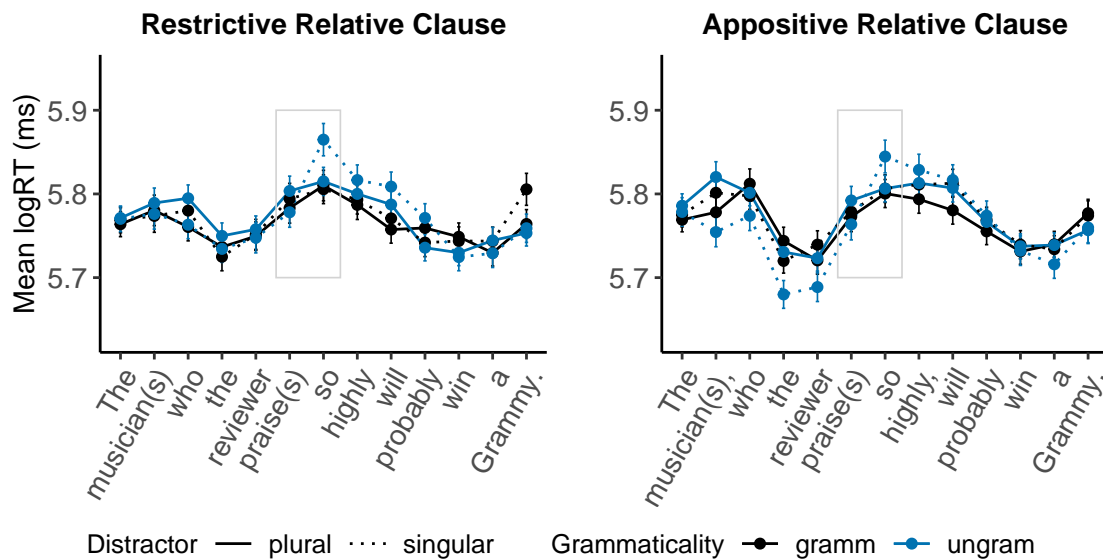 Restrictive Relative Clause
Appositive Relative Clause
Mean logRT (ms)
5.9
5.8
5.7
5.9
5.8
5.7
The
musician(s)
who
the
reviewer
praise(s)
so
highly
will
probably
win
a
Grammy.
The
musician(s),
who
the
reviewer
praise(s)
so
highly,
will
probably
win
a
Grammy.
Distractor plural singular Grammaticality gramm ungram